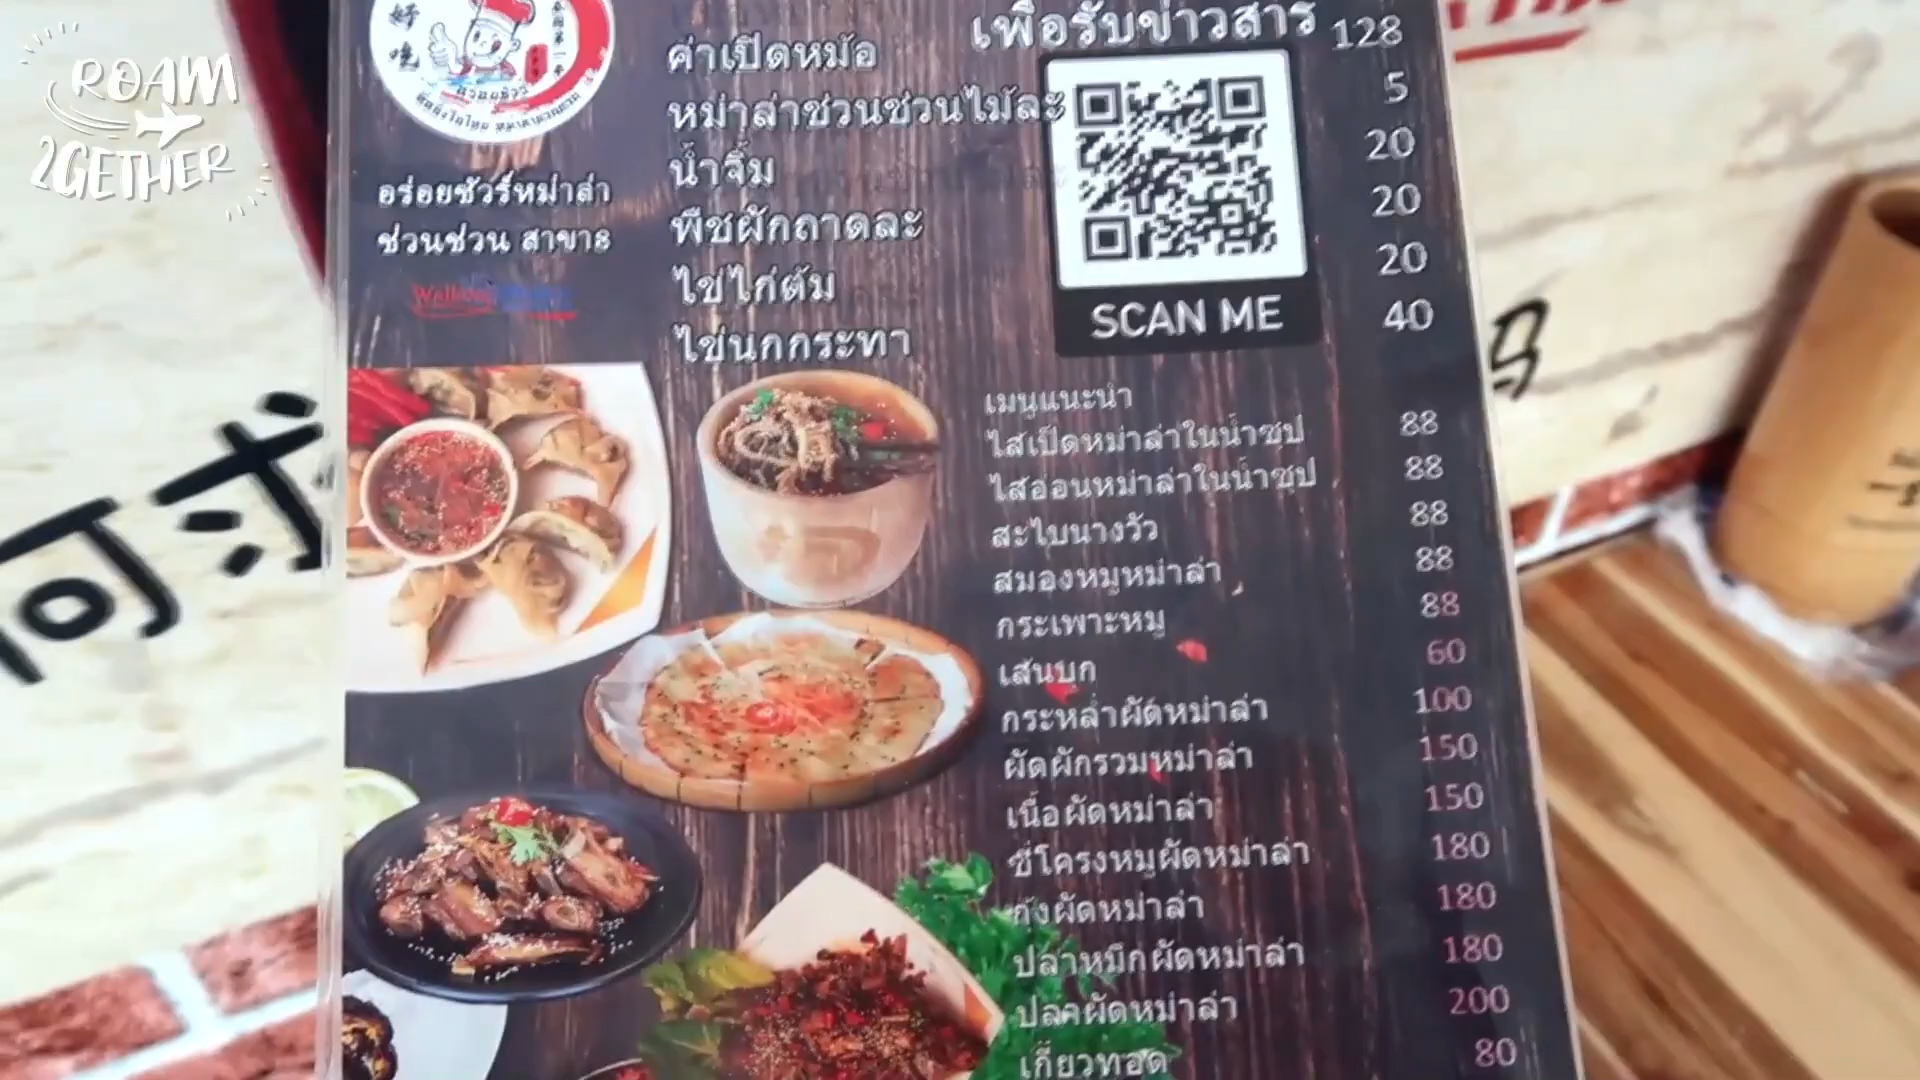 ROAM
2GETHER
อร่อยชัวร์หม่าล่า
ช่วนช่วน สาขา8
เพื่อรับข่าวสาร
SCAN ME
ค่าเปิดหม้อ 128
หม่าล่าช่วนช่วนไม้ละ 5
น้ำจิ้ม 20
พืชผักถาดละ 20
ไข่ไก่ต้ม 20
ไข่นกกระทา 40
เมนูแนะนำ
ไส้เป็ดหม่าล่าในน้ำซุป 88
ไส้อ่อนหม่าล่าในน้ำซุป 88
สะไบนางวัว 88
สมองหมูหม่าล่า 88
กระเพาะหมู 88
เส้นบุก 60
กระหล่ำผัดหม่าล่า 100
ผัดผักรวมหม่าล่า 150
เนื้อผัดหม่าล่า 150
ซี่โครงหมูผัดหม่าล่า 180
กุ้งผัดหม่าล่า 180
ปลาหมึกผัดหม่าล่า 180
ปลาผัดหม่าล่า 200
เกี๊ยวทอด 80
何求